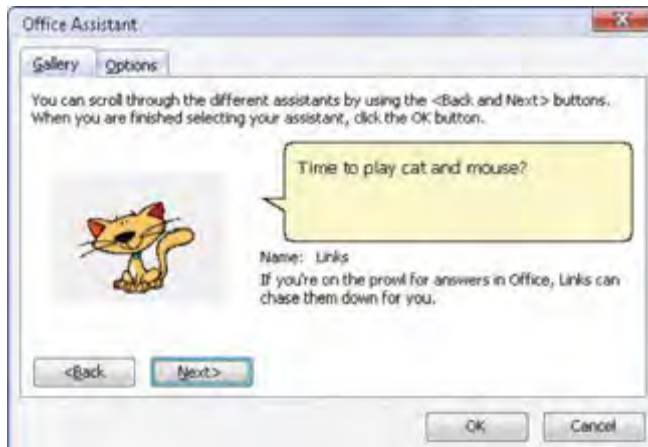 Office Assistant
Gallery
Options
You can scroll through the different assistants by using the <Back and Next> buttons.
When you are finished selecting your assistant, click the OK button.
Time to play cat and mouse?
Name: Links
If you're on the prowl for answers in Office, Links can
chase them down for you.
<Back
Next>
OK
Cancel